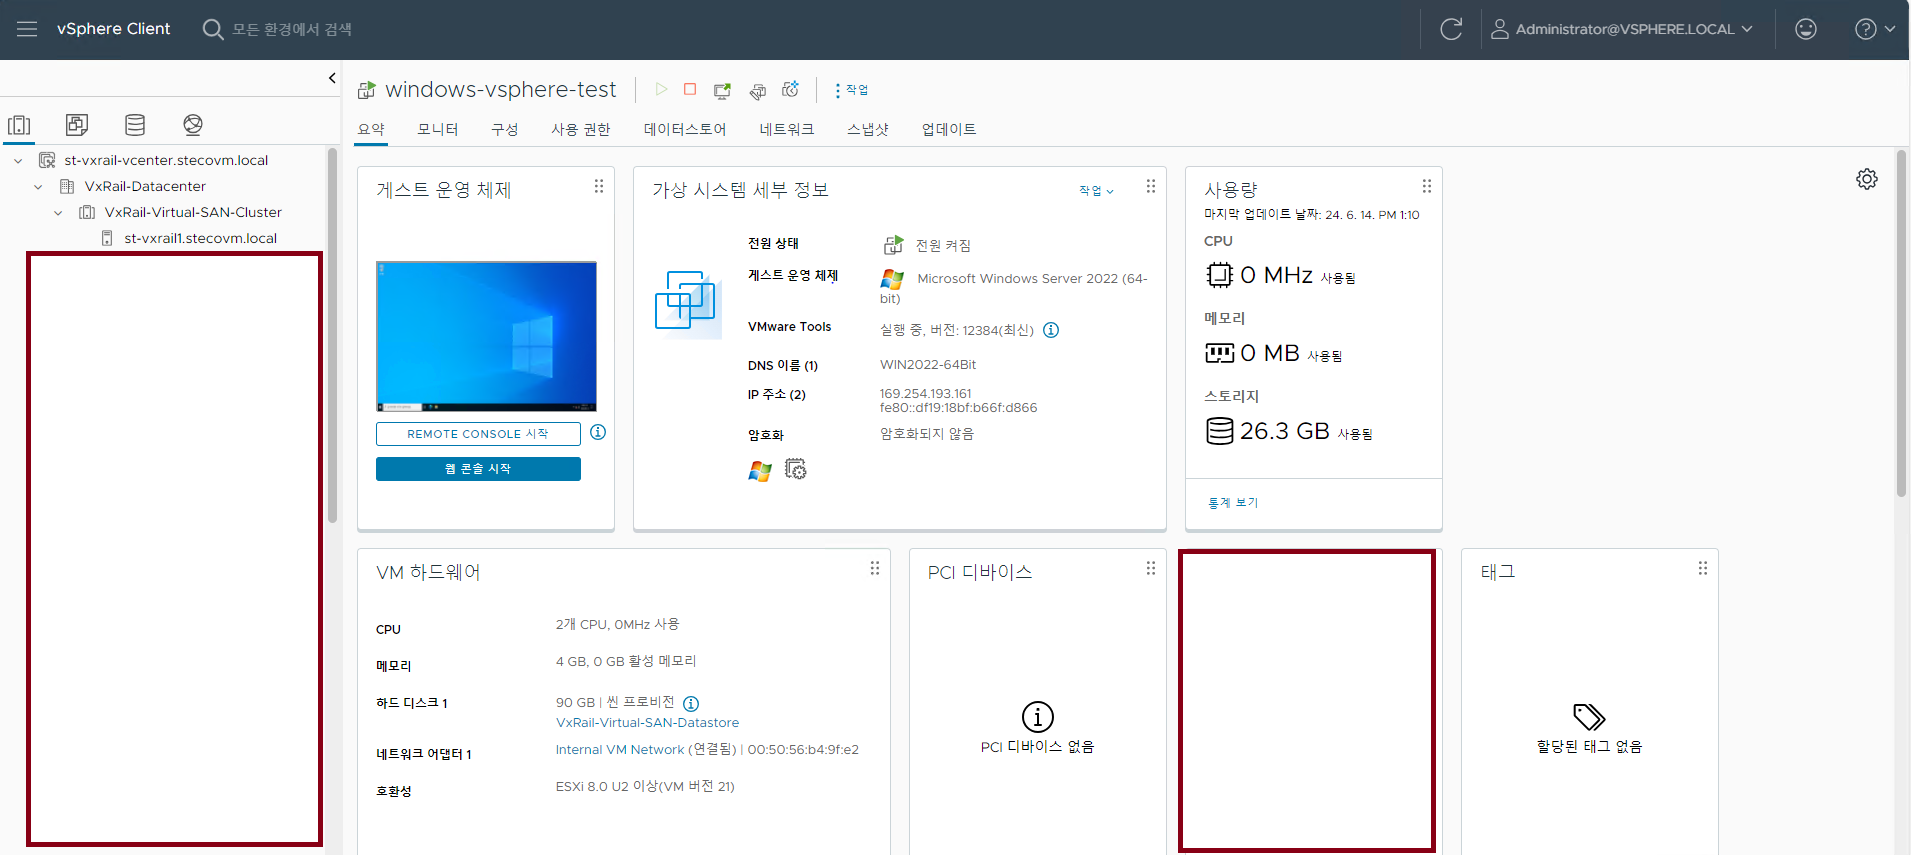 vSphere Client
모든 환경에서 검색
Administrator@VSPHERE.LOCAL
st-vxrail-vcenter.stecovm.local
VxRail-Datacenter
VxRail-Virtual-SAN-Cluster
st-vxrail1.stecovm.local
windows-vsphere-test
작업
요약 모니터 구성 사용 권한 데이터스토어 네트워크 스냅샷 업데이트
게스트 운영 체제
REMOTE CONSOLE 시작
웹 콘솔 시작
가상 시스템 세부 정보
작업
전원 상태
전원 켜짐
게스트 운영 체제
Microsoft Windows Server 2022 (64-
bit)
VMware Tools
실행 중, 버전: 12384(최신)
DNS 이름 (1)
WIN2022-64Bit
IP 주소 (2)
169.254.193.161
fe80::df19:18bf:b66f:d866
암호화
암호화되지 않음
사용량
마지막 업데이트 날짜: 24. 6. 14. PM 1:10
CPU
0 MHz 사용됨
메모리
0 MB 사용됨
스토리지
26.3 GB 사용됨
통계 보기
VM 하드웨어
CPU
2개 CPU, 0MHz 사용
메모리
4 GB, 0 GB 활성 메모리
하드 디스크 1
90 GB | 씬 프로비전
VxRail-Virtual-SAN-Datastore
네트워크 어댑터 1
Internal VM Network (연결됨) | 00:50:56:b4:9f:e2
호환성
ESXi 8.0 U2 이상(VM 버전 21)
PCI 디바이스
PCI 디바이스 없음
태그
할당된 태그 없음